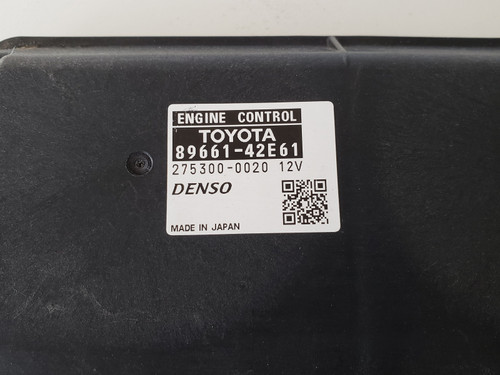 ENGINE CONTROL
TOYOTA
89661-42E61
275300-0020 12V
DENSO
MADE IN JAPAN